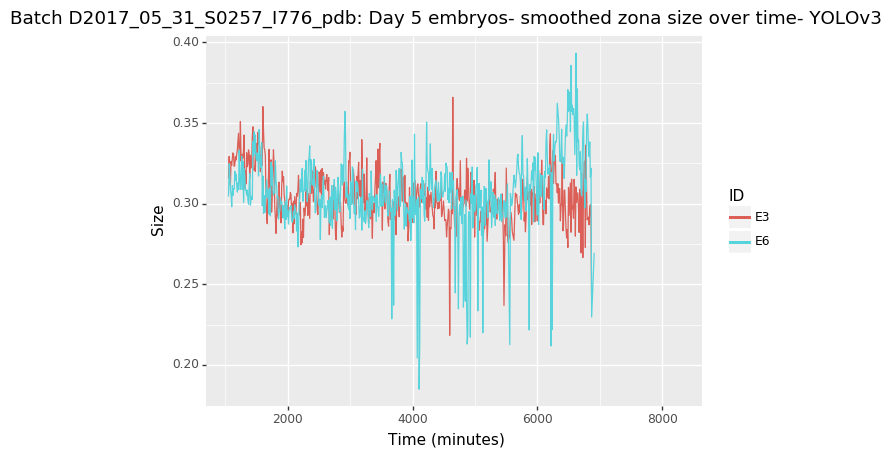 Batch D2017_05_31_S0257_I776_pdb: Day 5 embryos- smoothed zona size over time- YOLOv3
0.40
0.35
0.30
0.25
0.20
Size
2000
4000
6000
8000
Time (minutes)
ID
E3
E6